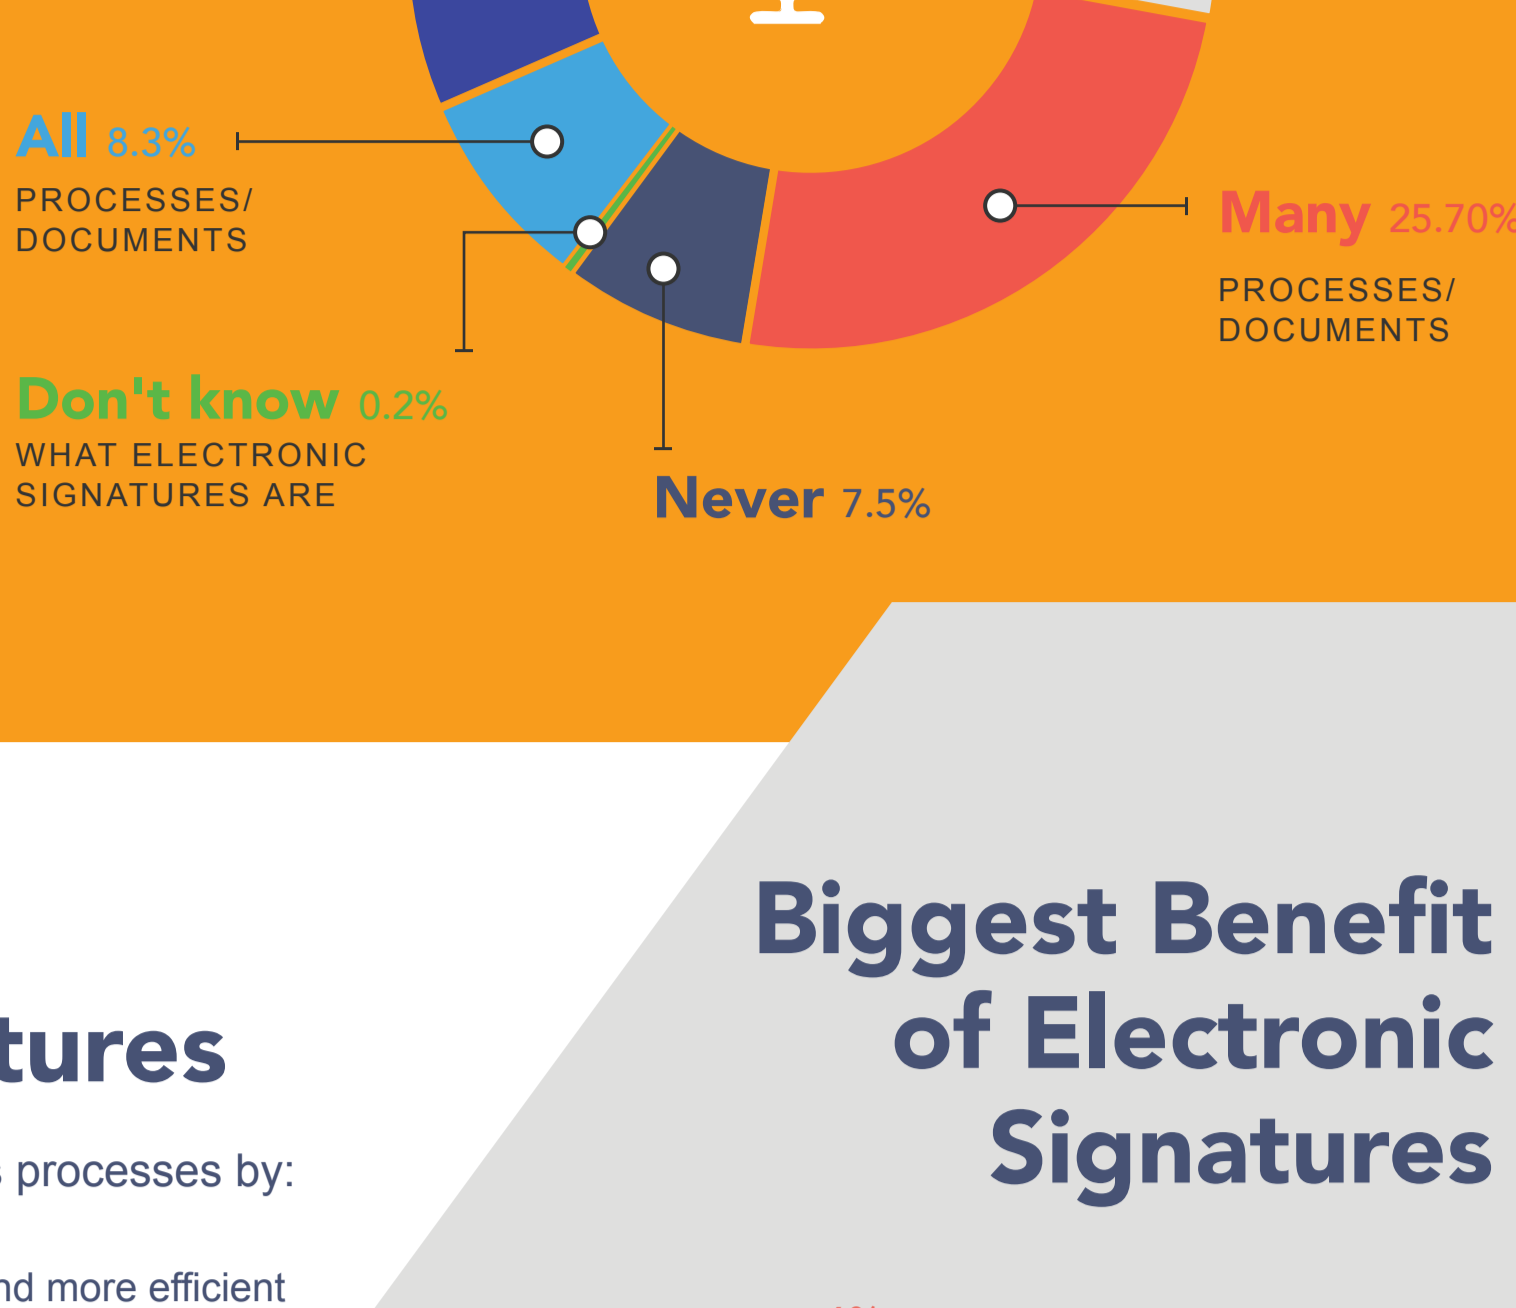 All 8.3%
PROCESSES/
DOCUMENTS
Many 25.70%
PROCESSES/
DOCUMENTS
Don't know 0.2%
WHAT ELECTRONIC
SIGNATURES ARE
Never 7.5%
tures
processes by:
more efficient
Biggest Benefit
of Electronic
Signatures